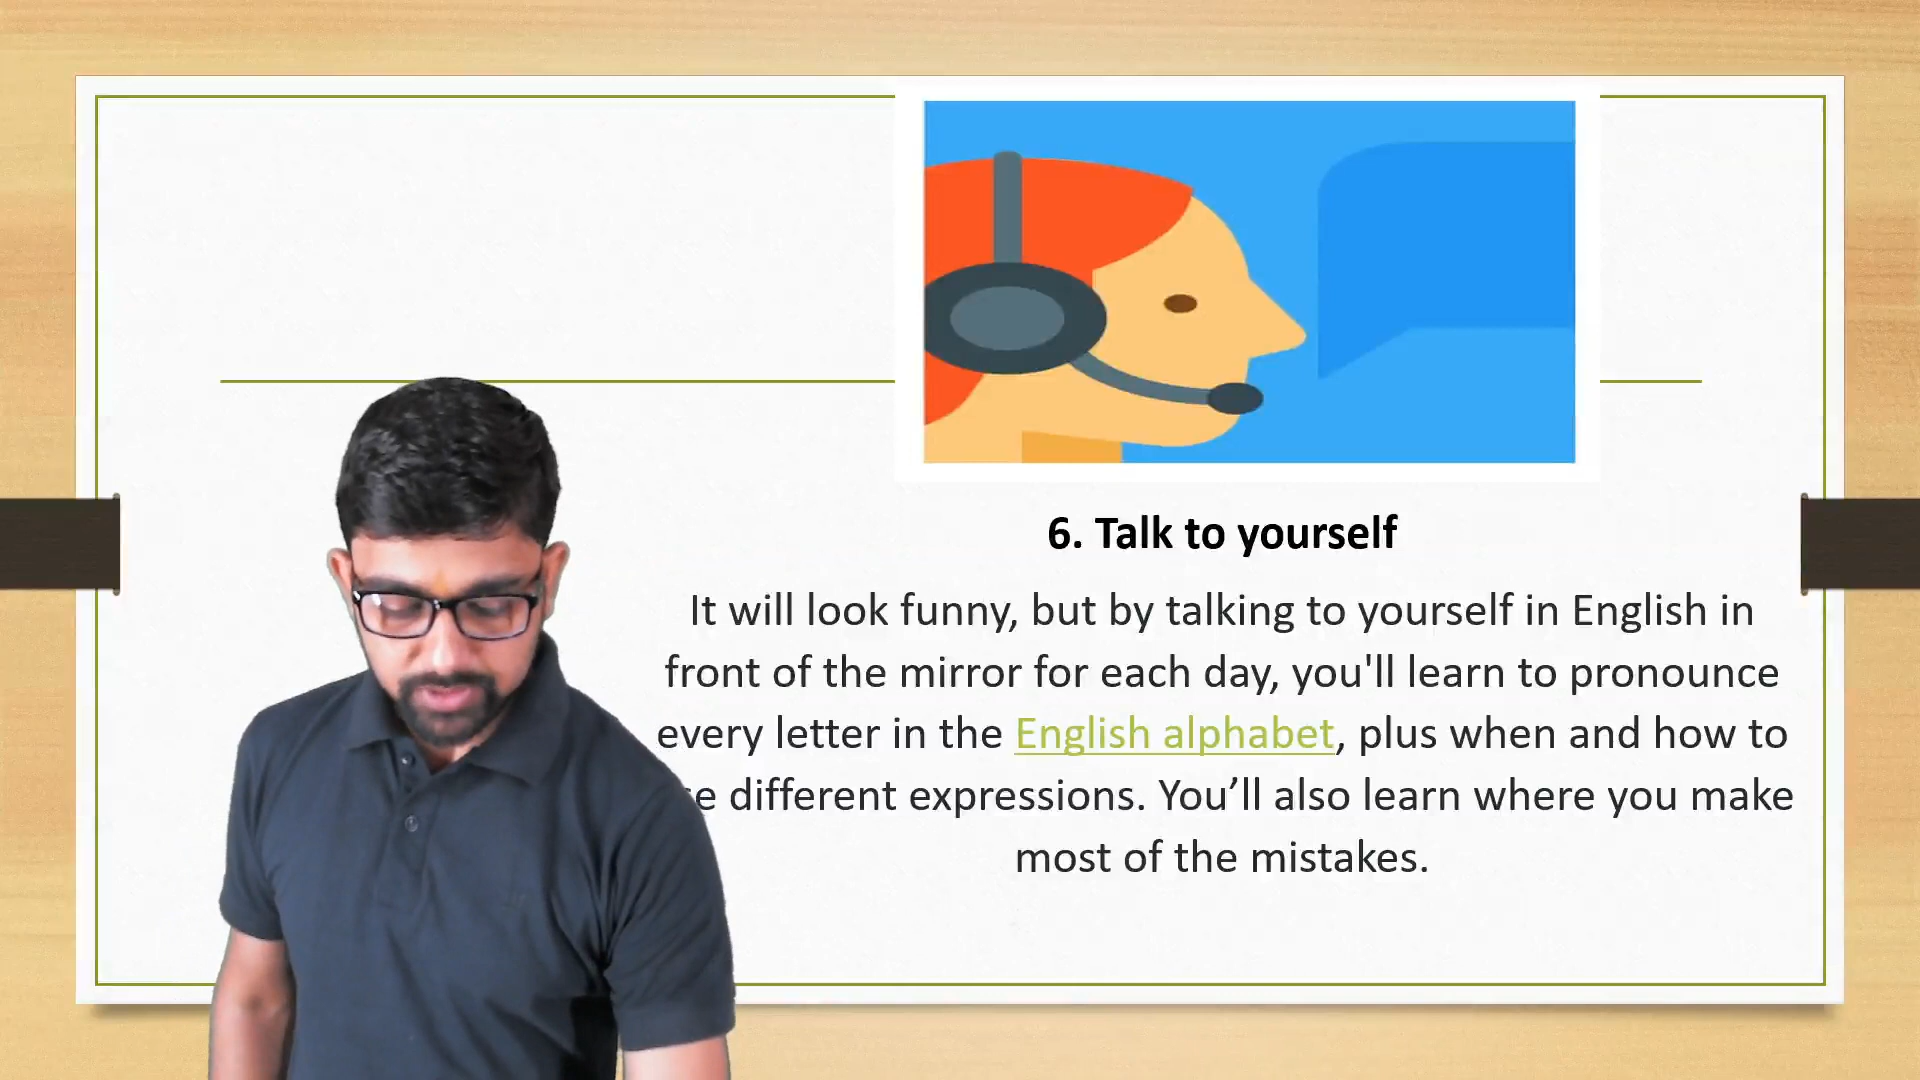 6. Talk to yourself
It will look funny, but by talking to yourself in English in
front of the mirror for each day, you'll learn to pronounce
every letter in the English alphabet, plus when and how to
different expressions. You’ll also learn where you make
most of the mistakes.